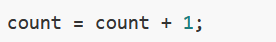 count = count + 1;